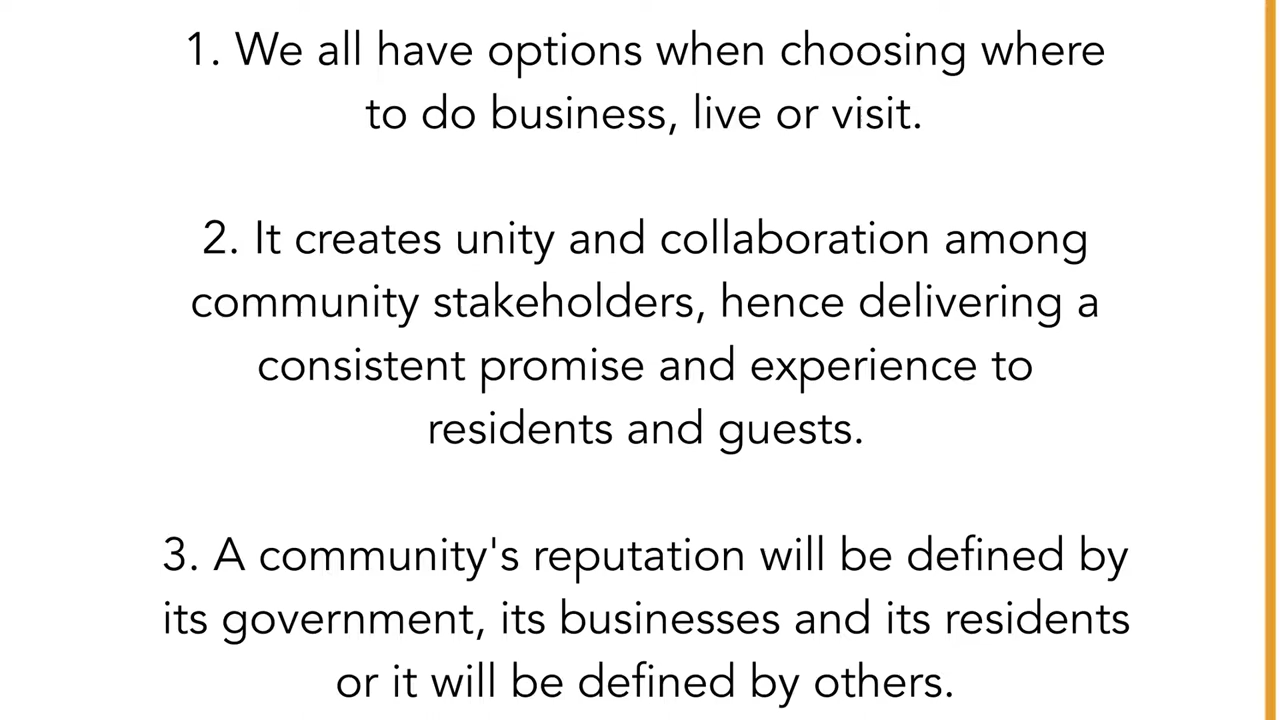 1. We all have options when choosing where
to do business, live or visit.
2. It creates unity and collaboration among
community stakeholders, hence delivering a
consistent promise and experience to
residents and guests.
3. A community's reputation will be defined by
its government, its businesses and its residents
or it will be defined by others.